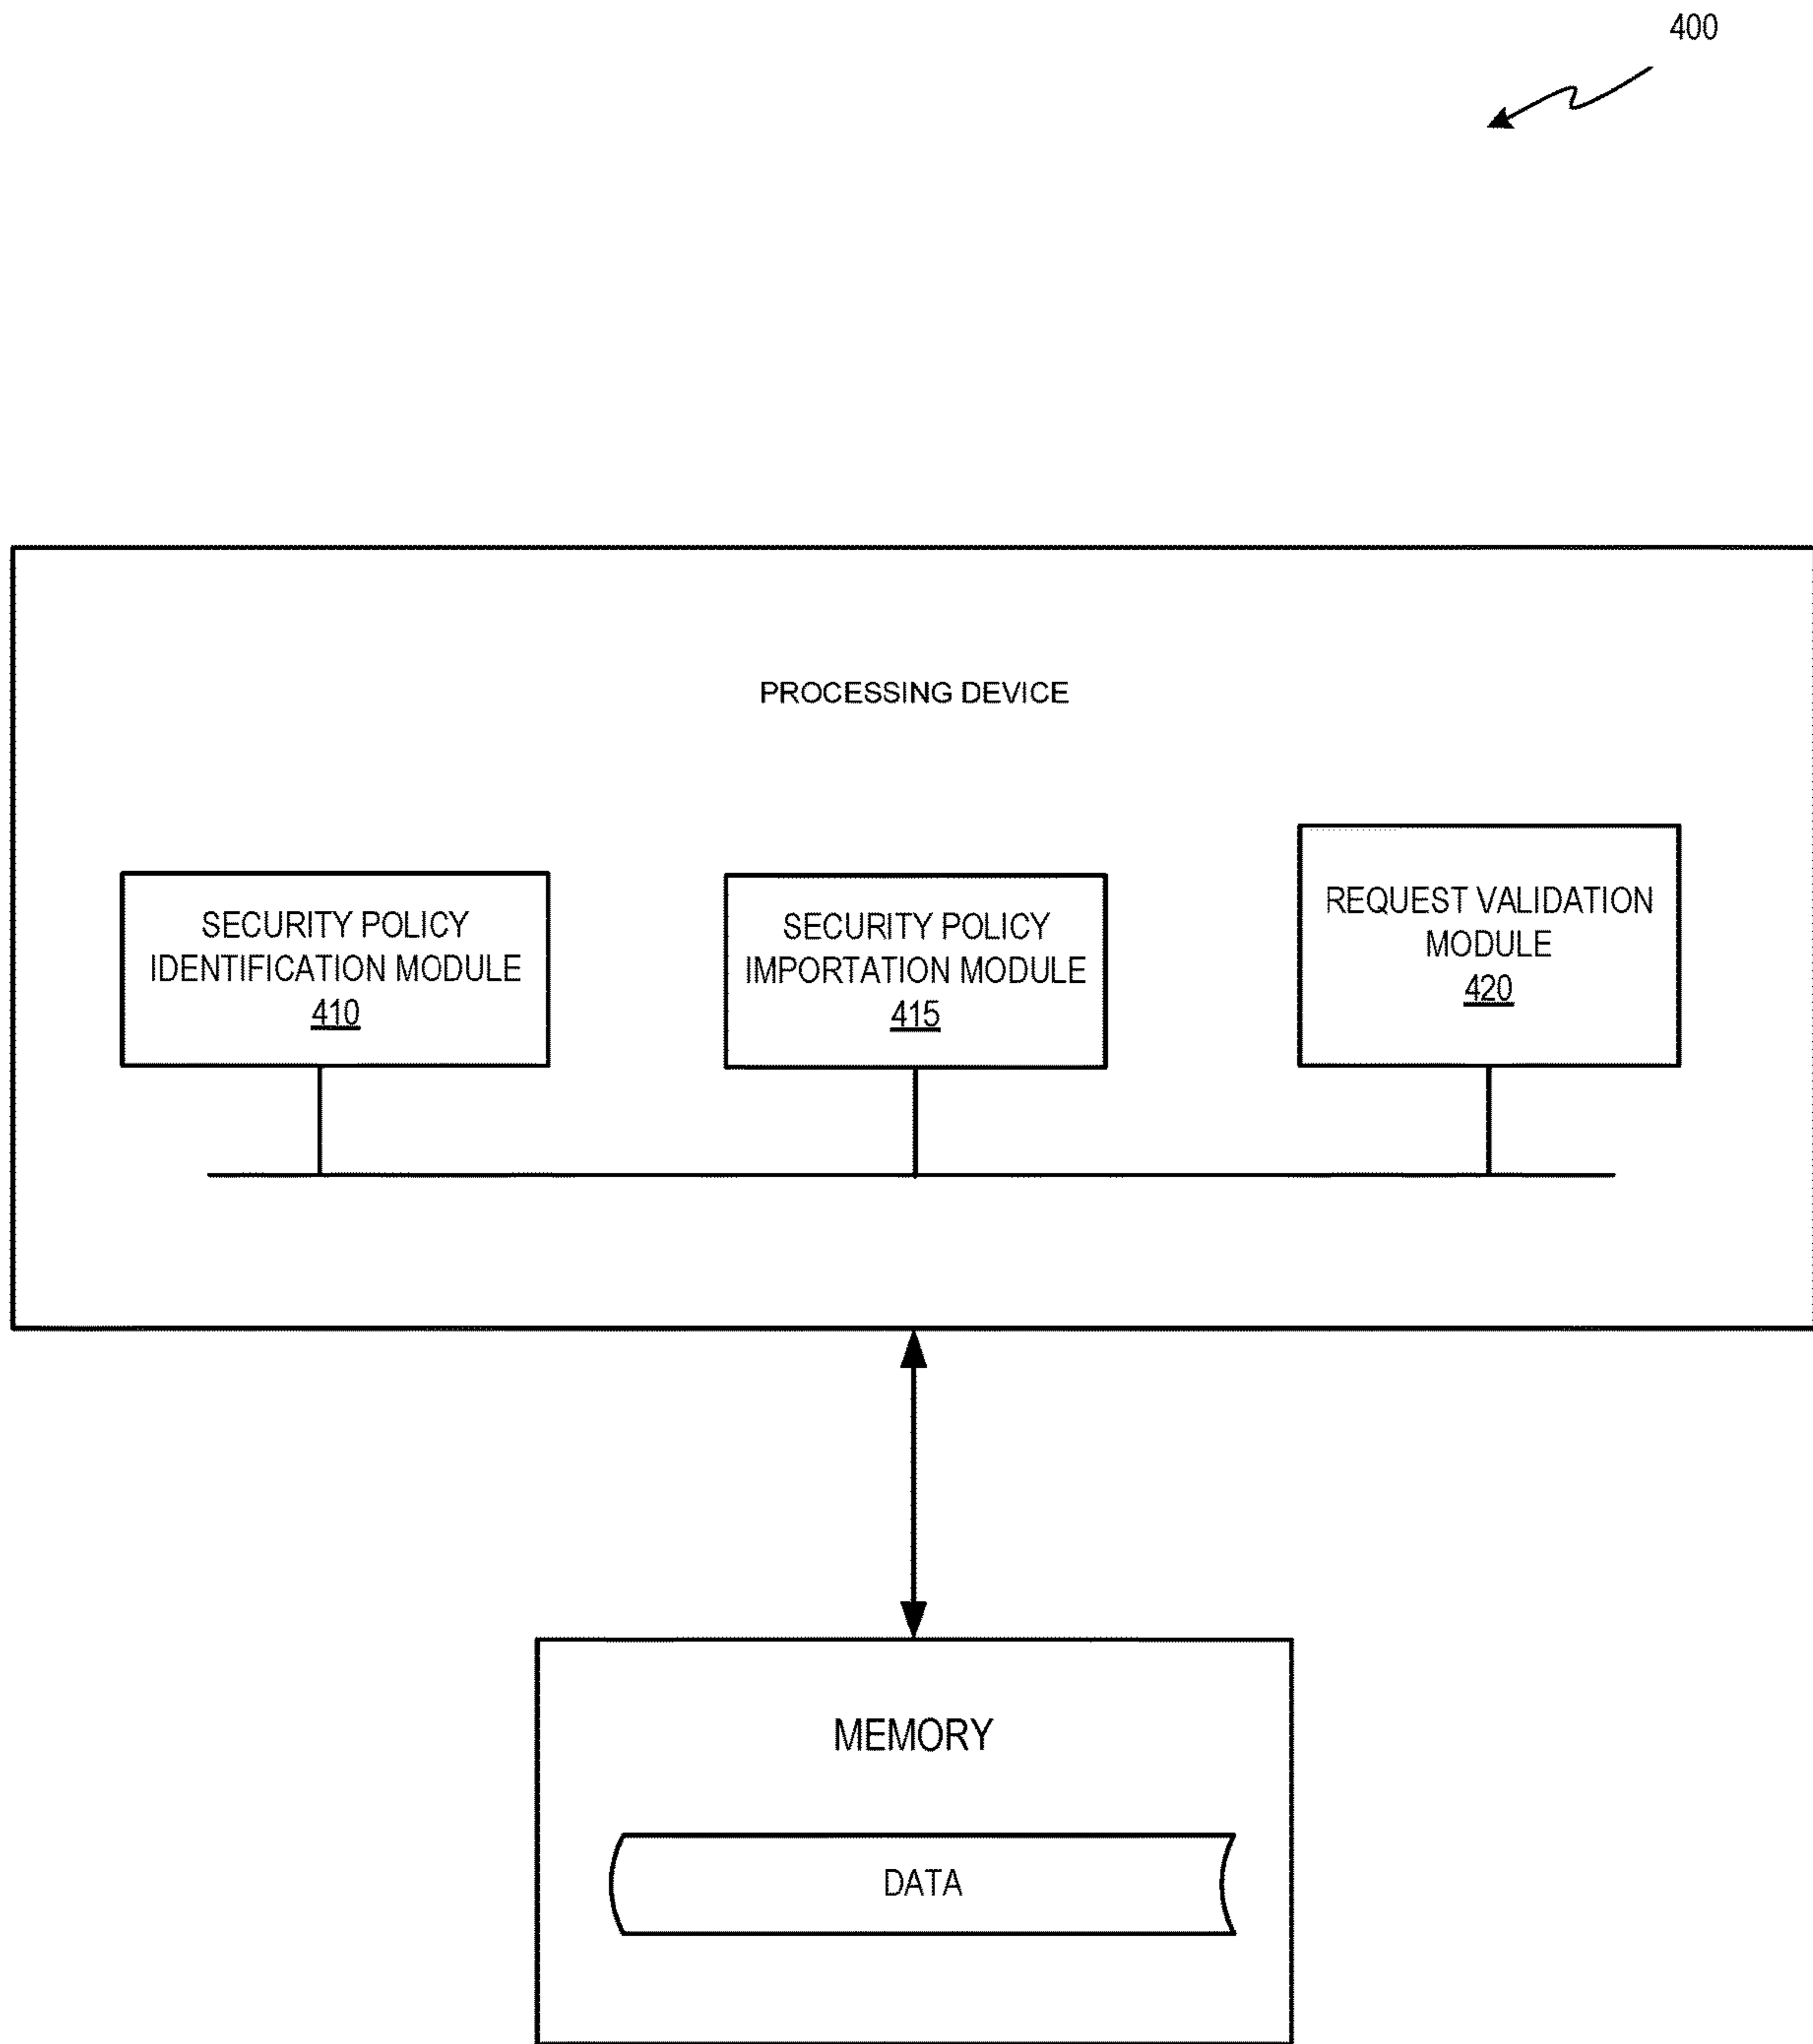 400
PROCESSING DEVICE
SECURITY POLICY
IDENTIFICATION MODULE
410
SECURITY POLICY
IMPORTATION MODULE
415
REQUEST VALIDATION
MODULE
420
MEMORY
DATA